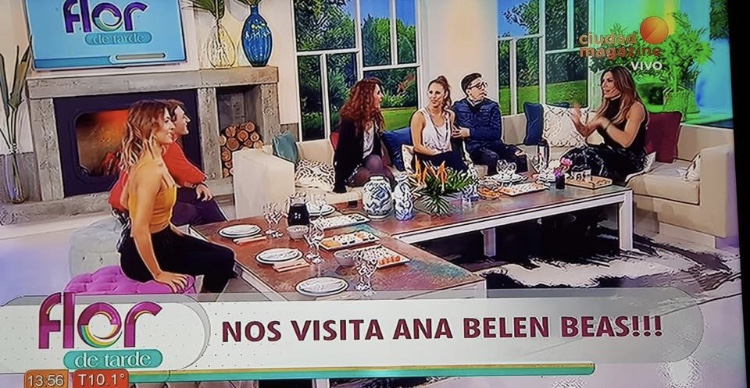 flor
de tarde
ciudad
magazine
VIVO
flor
de tarde
NOS VISITA ANA BELEN BEAS!!!
13:56 T10.1°